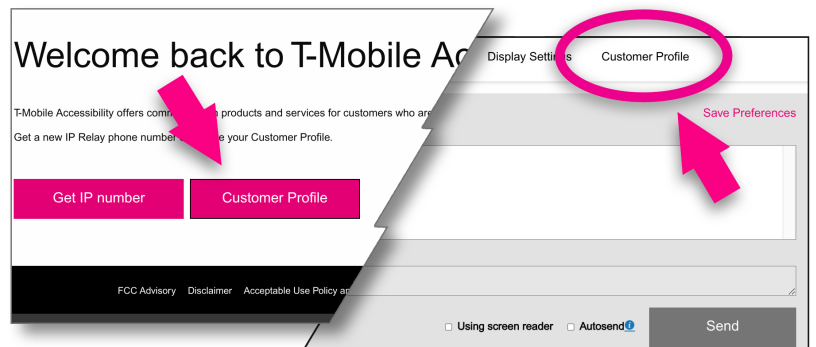 Welcome back to T-Mobile Ac
T-Mobile Accessibility offers products and services for customers who are
Get a new IP Relay phone number your Customer Profile.
Get IP number
Customer Profile
FCC Advisory Disclaimer Acceptable Use Policy an
Display Settings Customer Profile
Save Preferences
Using screen reader Autosend
Send